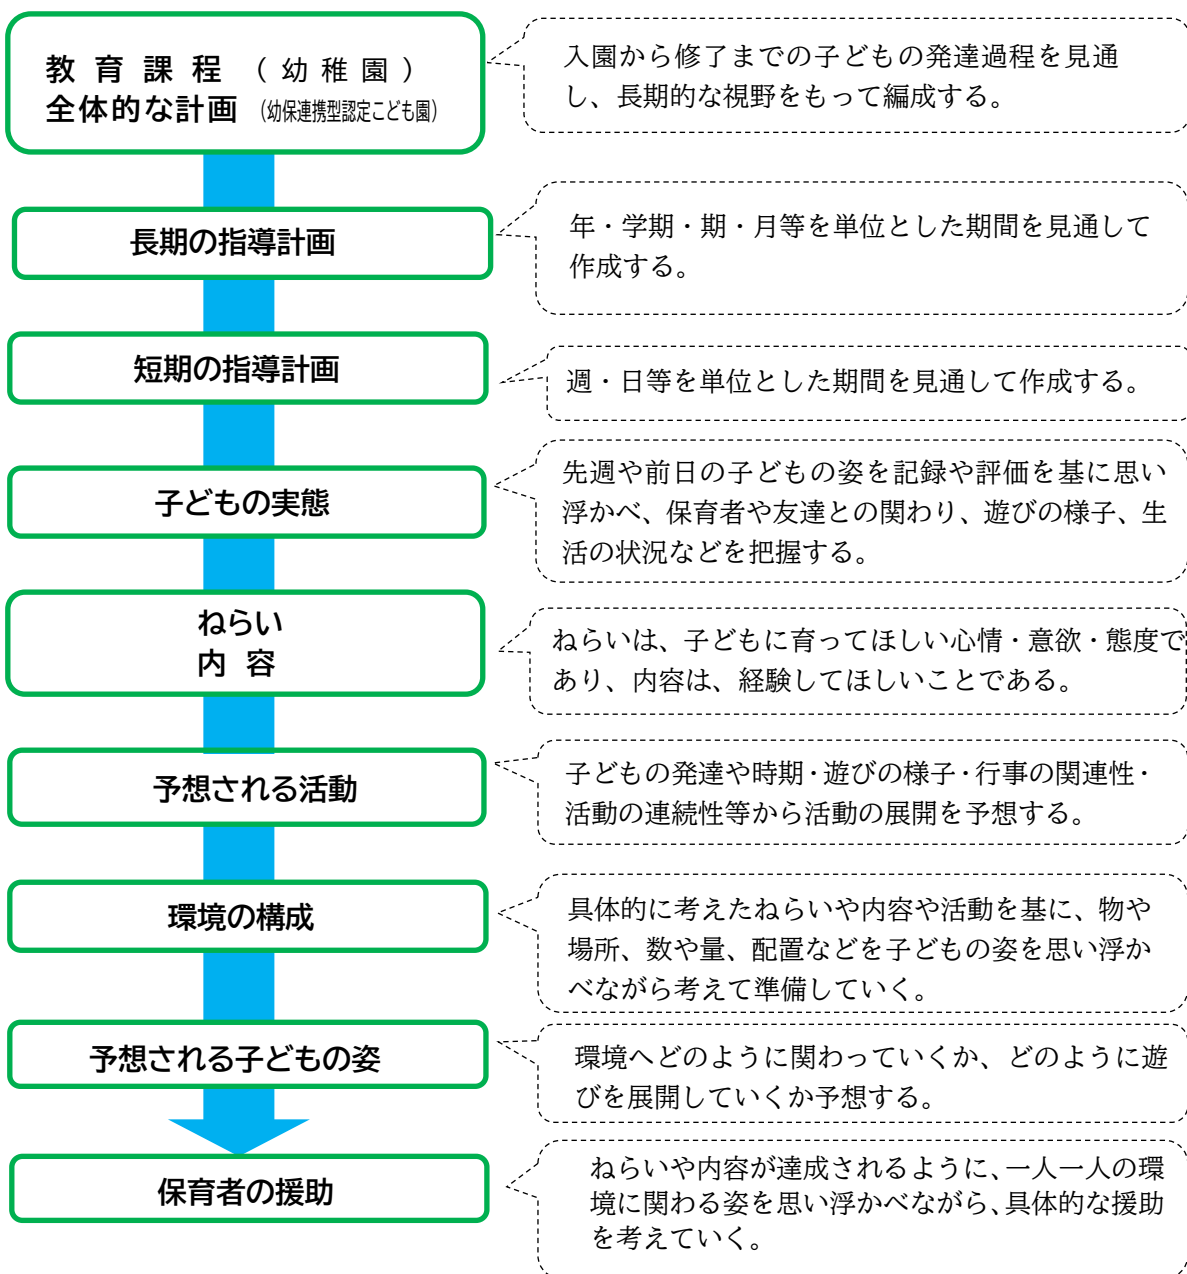 教育課程（幼稚園）
全体的な計画（幼保連携型認定こども園）
入園から修了までの子どもの発達過程を見通
し、長期的な視野をもって編成する。
長期の指導計画
年・学期・期・月等を単位とした期間を見通して
作成する。
短期の指導計画
週・日等を単位とした期間を見通して作成する。
子どもの実態
先週や前日の子どもの姿を記録や評価を基に思い
浮かべ、保育者や友達との関わり、遊びの様子、生
活の状況などを把握する。
ねらい
内容
ねらいは、子どもに育ってほしい心情・意欲・態度で
あり、内容は、経験してほしいことである。
予想される活動
子どもの発達や時期・遊びの様子・行事の関連性・
活動の連続性等から活動の展開を予想する。
環境の構成
具体的に考えたねらいや内容や活動を基に、物や
場所、数や量、配置などを子どもの姿を思い浮か
べながら考えて準備していく。
予想される子どもの姿
環境へどのように関わっていくか、どのように遊
びを展開していくか予想する。
保育者の援助
ねらいや内容が達成されるように、一人一人の環
境に関わる姿を思い浮かべながら、具体的な援助
を考えていく。